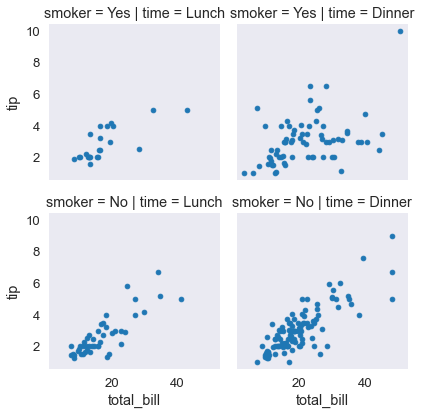 smoker = Yes | time = Lunch
smoker = Yes | time = Dinner
10
8
6
4
2
tip
smoker = No | time = Lunch
smoker = No | time = Dinner
10
8
6
4
2
tip
20 40
20 40
total_bill
total_bill